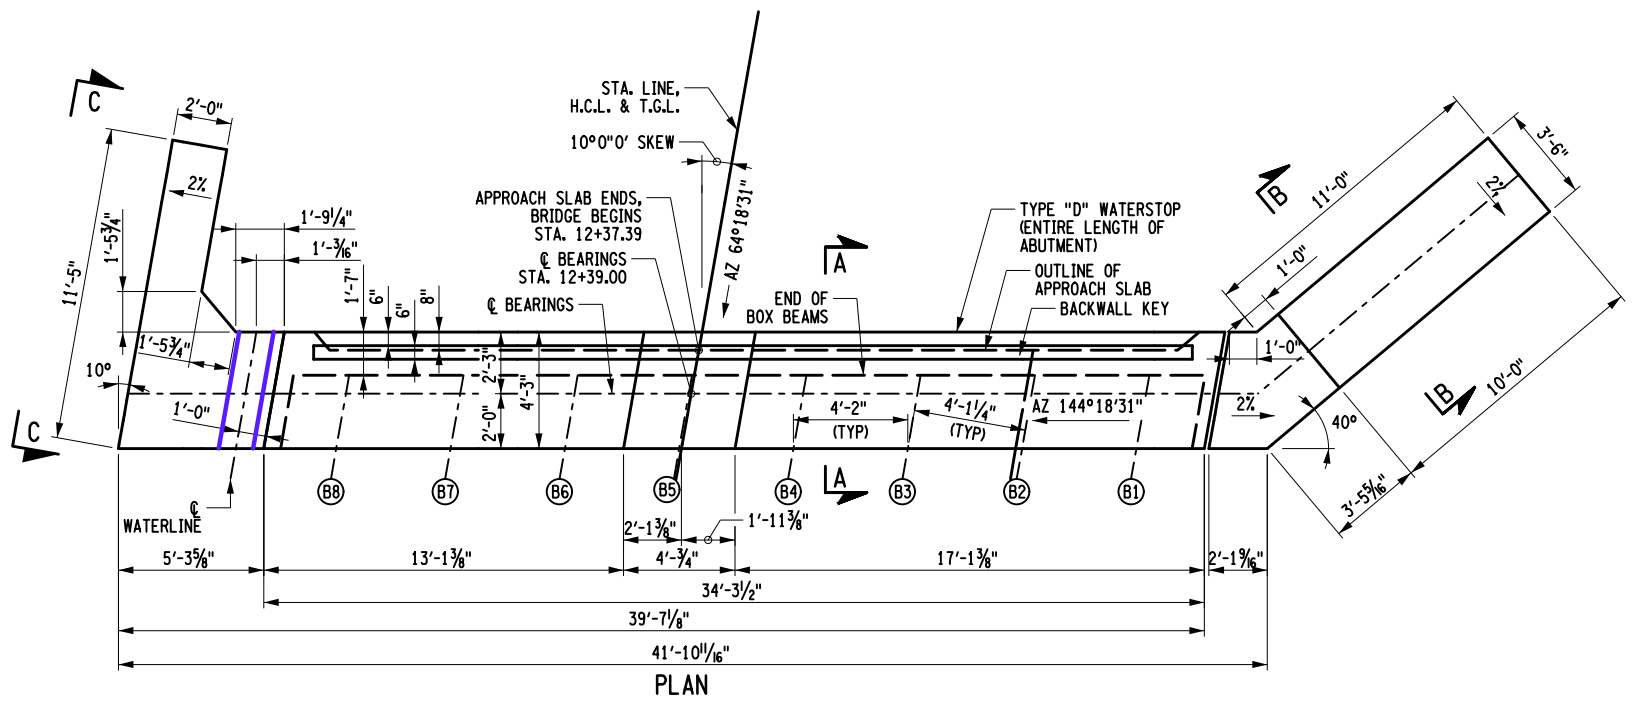 C
2'-0"
2%
11'-5"
1'-5¾"
1'-9¼"
1'-3⁄16"
1'-7"
6"
6"
8"
STA. LINE,
H.C.L. & T.G.L.
10°0"0' SKEW
APPROACH SLAB ENDS,
BRIDGE BEGINS
STA. 12+37.39
℄ BEARINGS
STA. 12+39.00
℄ BEARINGS
AZ 64°18'31"
A
END OF
BOX BEAMS
TYPE "D" WATERSTOP
(ENTIRE LENGTH OF
ABUTMENT)
OUTLINE OF
APPROACH SLAB
BACKWALL KEY
B
11'-0"
3'-6"
2%
1'-0"
1'-0"
10'-0"
B
40°
3'-5 5⁄16"
2%
1'-5¾"
10°
1'-0"
C
2'-3"
4'-3"
2'-0"
4'-2"
(TYP)
4'-1¼"
(TYP)
AZ 144°18'31"
A
B8
B7
B6
B5
B4
B3
B2
B1
℄
WATERLINE
2'-1⅜"
1'-11⅜"
5'-3⅝"
13'-1⅜"
4'-¾"
17'-1⅜"
2'-1 9⁄16"
34'-3½"
39'-7⅛"
41'-10 11⁄16"
PLAN